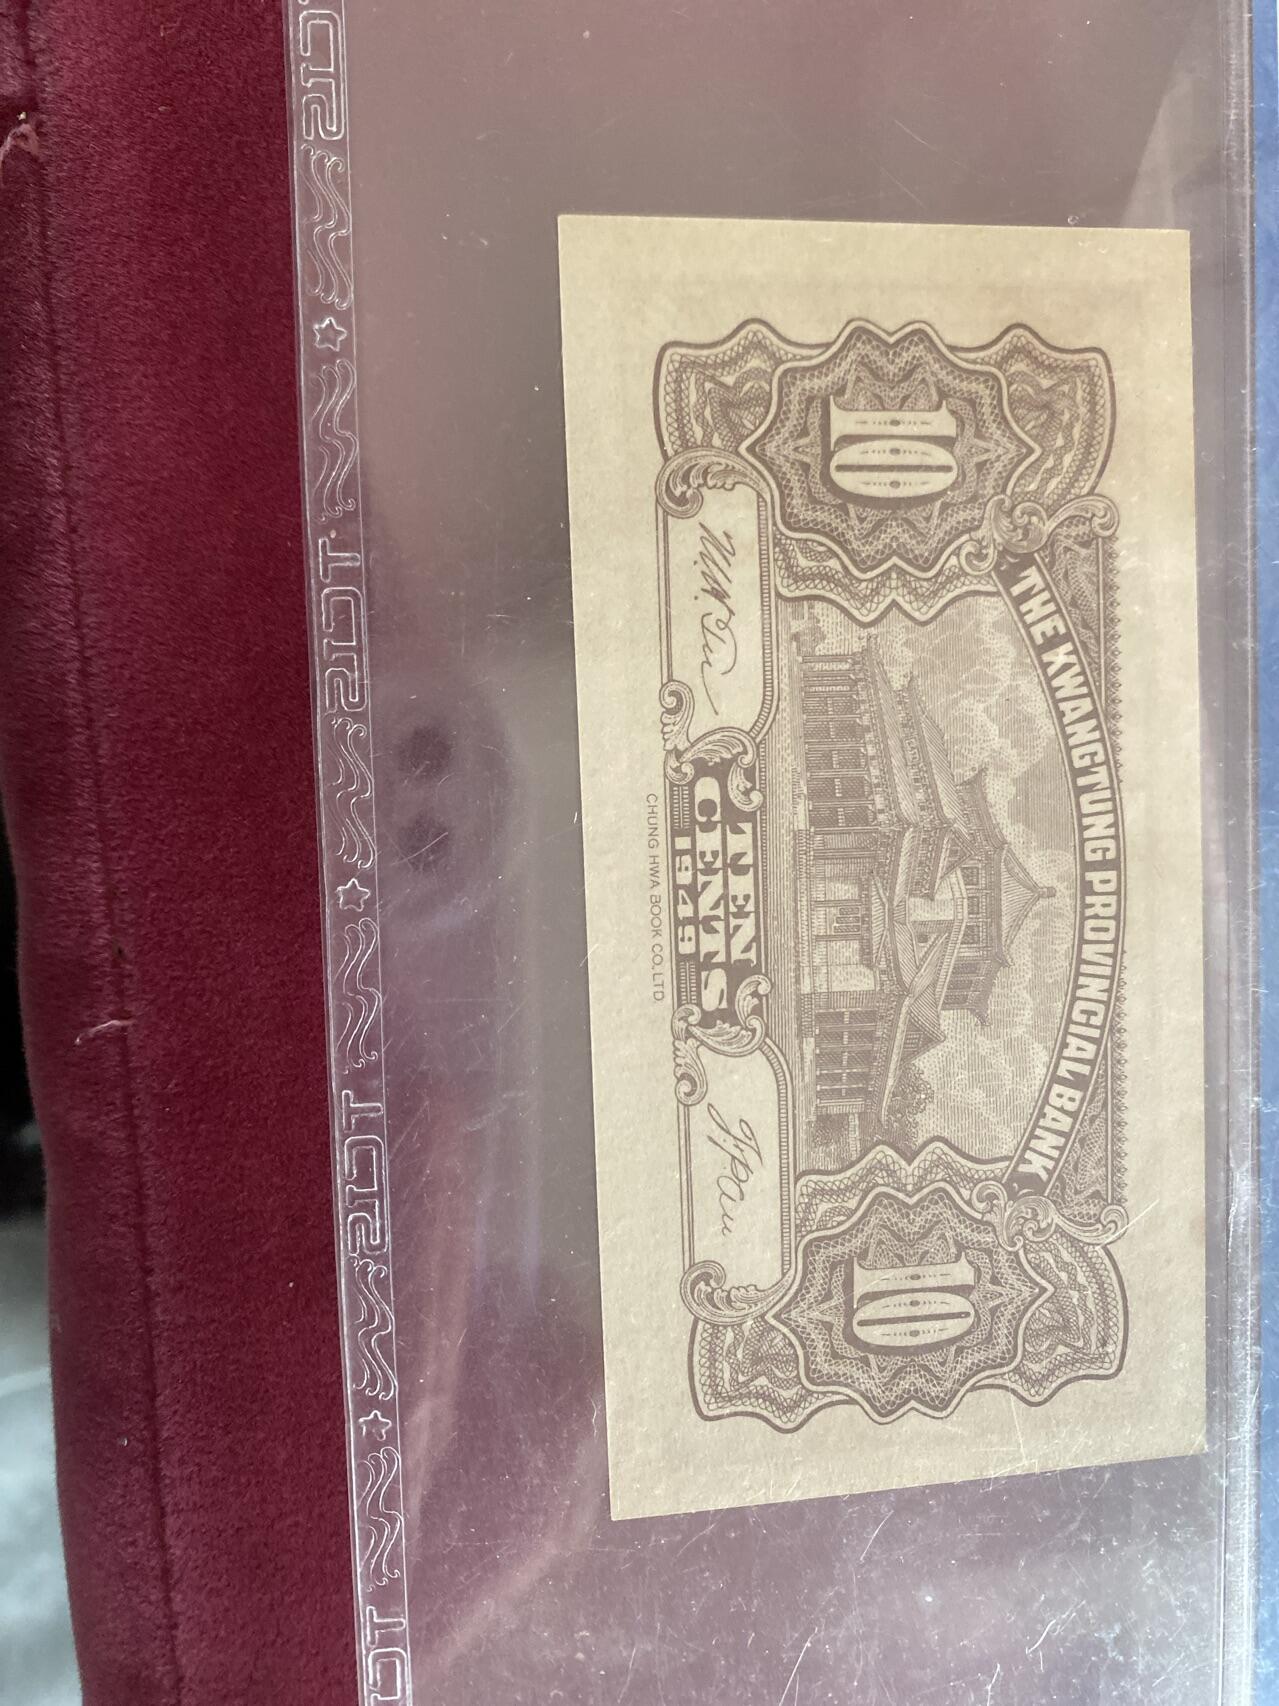 THE KWANGTUNG PROVINCIAL BANK
10
10
TEN
CENTS
1949
CHUNG HWA BOOK CO. LTD.